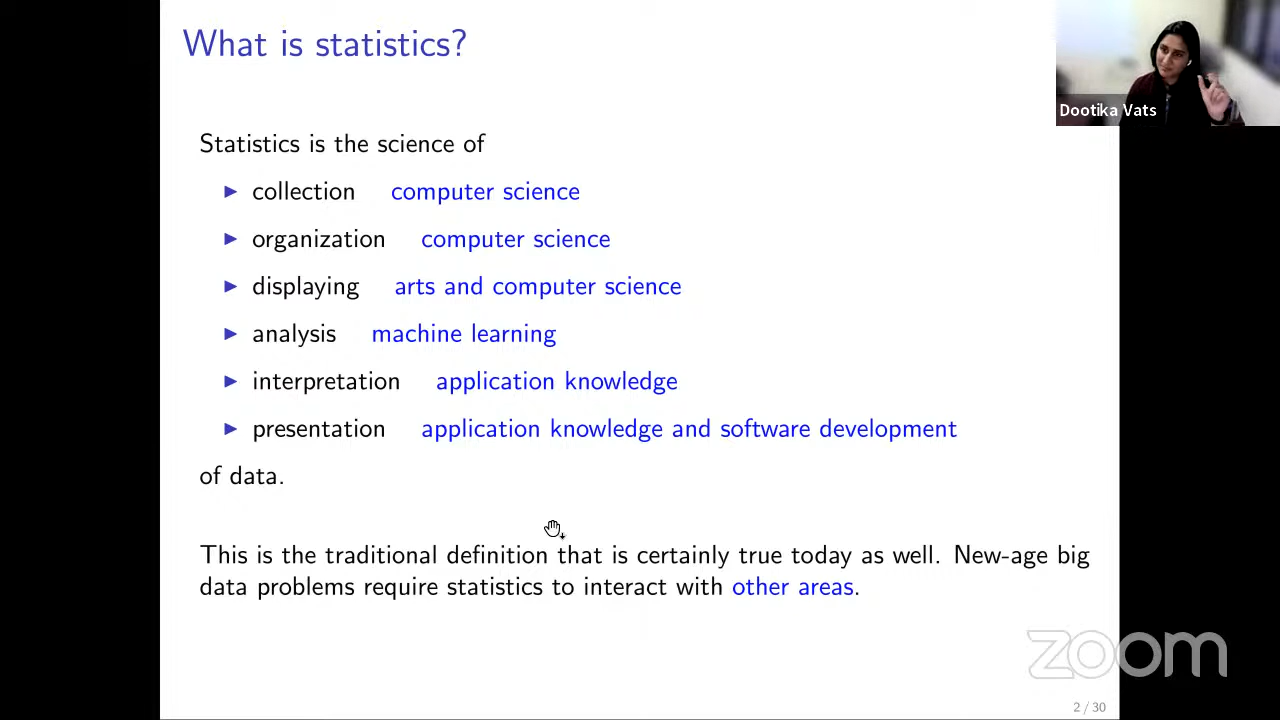 What is statistics?
Dootika Vats
Statistics is the science of
▶ collection computer science
▶ organization computer science
▶ displaying arts and computer science
▶ analysis machine learning
▶ interpretation application knowledge
▶ presentation application knowledge and software development
of data.
This is the traditional definition that is certainly true today as well. New-age big
data problems require statistics to interact with other areas.
zoom
2 / 30